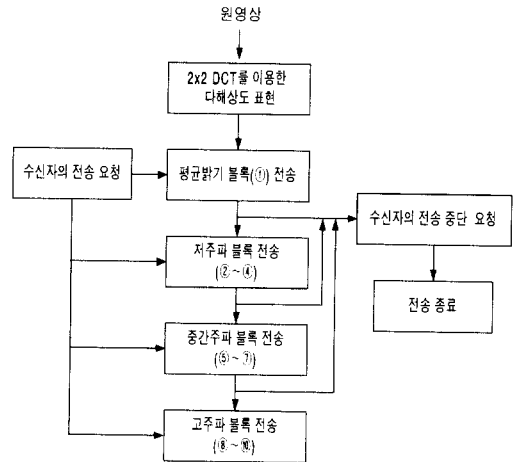 원영상
2x2 DCT를 이용한
다해상도 표현
수신자의 전송 요청
평균밝기 블록(①) 전송
수신자의 전송 중단 요청
저주파 블록 전송
(②~④)
전송 종료
중간주파 블록 전송
(⑤~⑦)
고주파 블록 전송
(⑧~⑩)